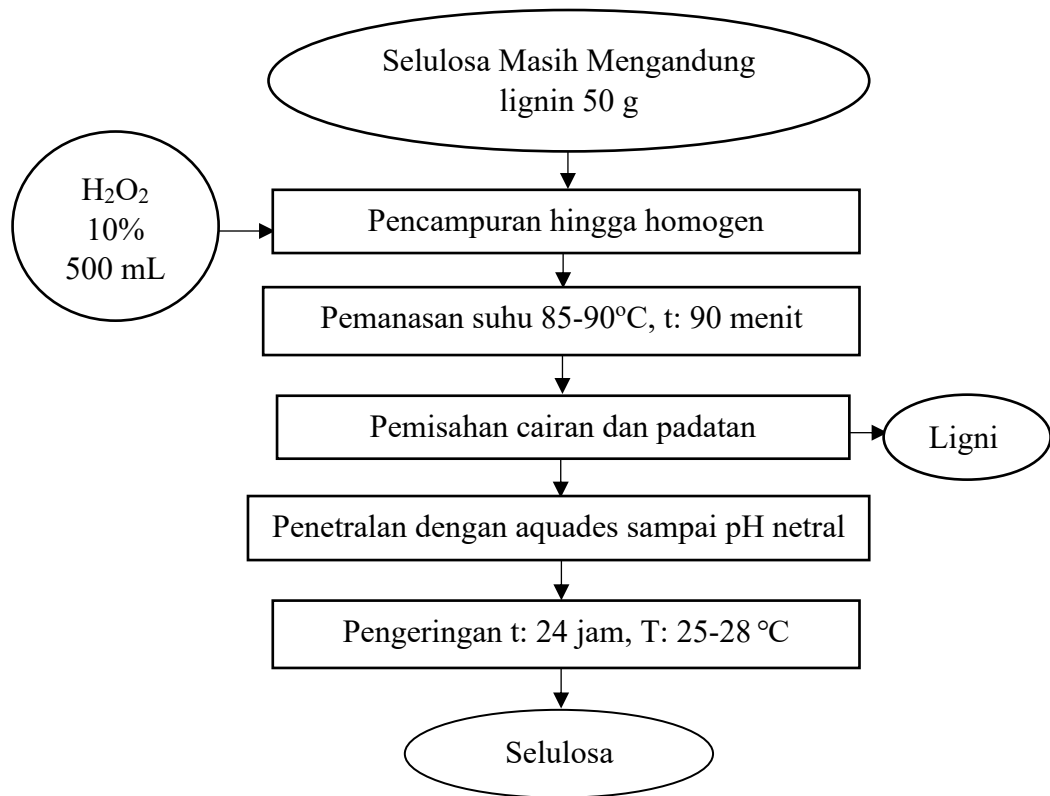 Selulosa Masih Mengandung
lignin 50 g
H₂O₂
10%
500 mL
Pencampuran hingga homogen
Pemanasan suhu 85-90ºC, t: 90 menit
Pemisahan cairan dan padatan
Ligni
Penetralan dengan aquades sampai pH netral
Pengeringan t: 24 jam, T: 25-28 ℃
Selulosa